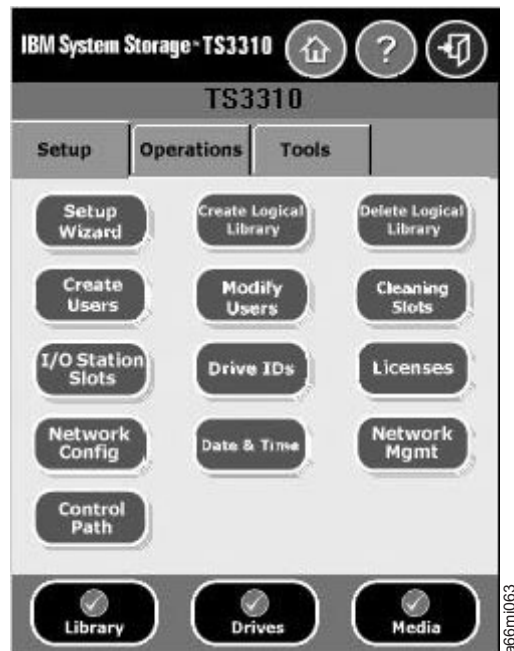 IBM System Storage™ TS3310
?
TS3310
Setup
Operations
Tools
Setup
Wizard
Create Logical
Library
Delete Logical
Library
Create
Users
Modify
Users
Cleaning
Slots
I/O Station
Slots
Drive IDs
Licenses
Network
Config
Date & Time
Network
Mgmt
Control
Path
Library
Drives
Media
a66mi063